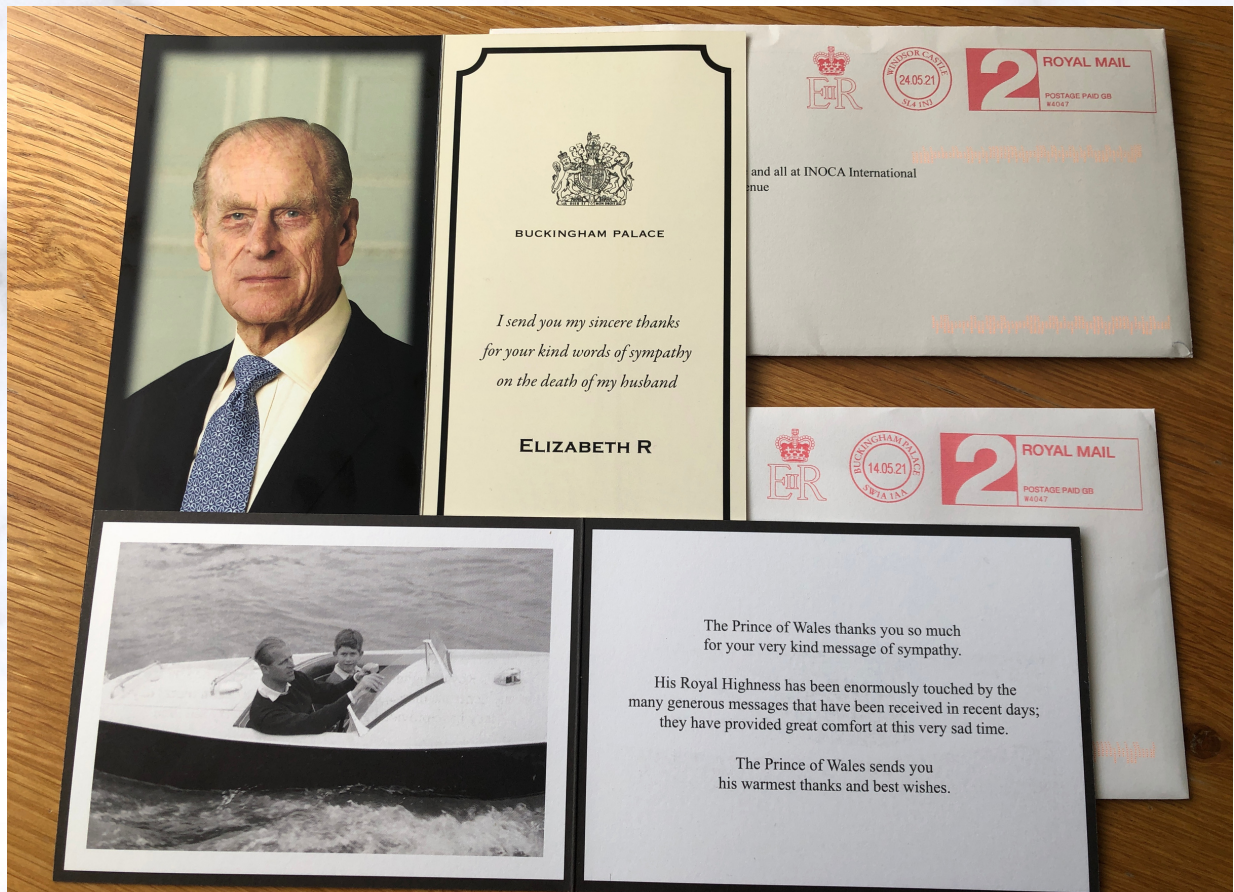 BUCKINGHAM PALACE
I send you my sincere thanks
for your kind words of sympathy
on the death of my husband
ELIZABETH R
EIIR
WINDSOR CASTLE
24.05.21
SL4 1NJ
2
ROYAL MAIL
POSTAGE PAID GB
W4047
and all at INOCA International
enue
EIIR
BUCKINGHAM PALACE
14.05.21
SW1A 1AA
2
ROYAL MAIL
POSTAGE PAID GB
W4047
The Prince of Wales thanks you so much
for your very kind message of sympathy.
His Royal Highness has been enormously touched by the
many generous messages that have been received in recent days;
they have provided great comfort at this very sad time.
The Prince of Wales sends you
his warmest thanks and best wishes.